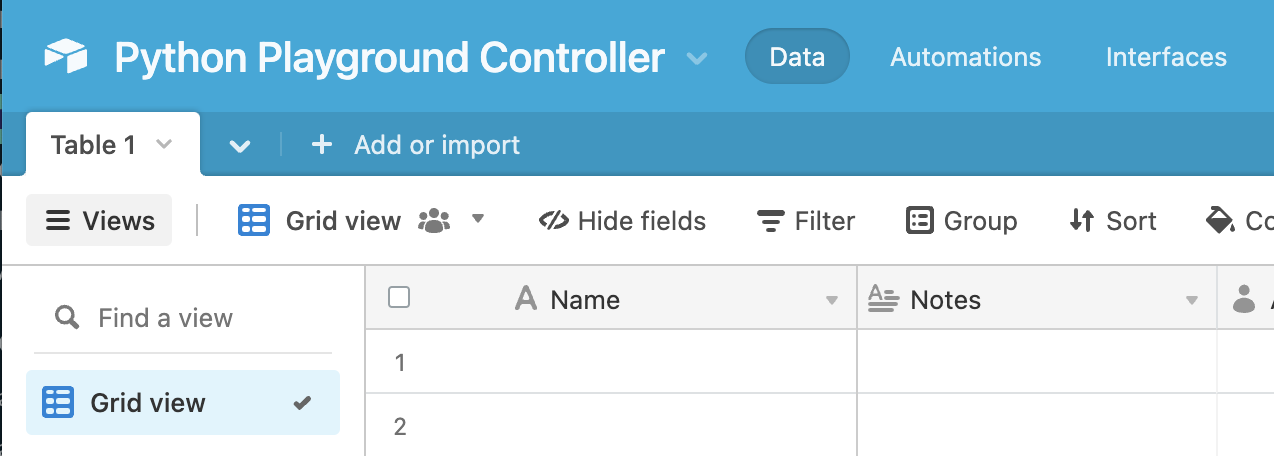 Python Playground Controller Data Automations Interfaces
Table 1 Add or import
Views Grid view Hide fields Filter Group Sort
Find a view
Name Notes
Grid view
1
2